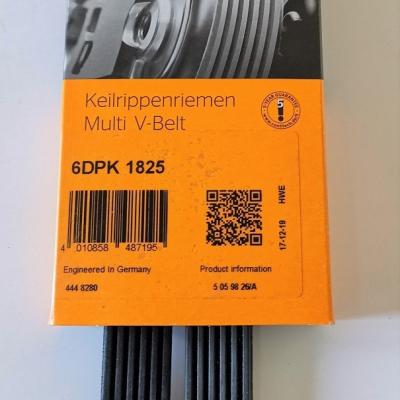 Keilrippenriemen
Multi V-Belt
5
6DPK 1825
HWE
17-12-19
4 010858 487195
Engineered In Germany
Product information
444 8280
5 05 98 26/A